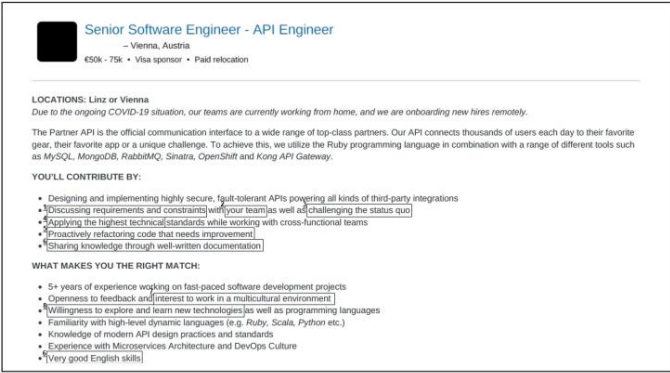 Senior Software Engineer - API Engineer
– Vienna, Austria
€50k - 75k • Visa sponsor • Paid relocation
LOCATIONS: Linz or Vienna
Due to the ongoing COVID-19 situation, our teams are currently working from home, and we are onboarding new hires remotely.
The Partner API is the official communication interface to a wide range of top-class partners. Our API connects thousands of users each day to their favorite
gear, their favorite app or a unique challenge. To achieve this, we utilize the Ruby programming language in combination with a range of different tools such
as MySQL, MongoDB, RabbitMQ, Sinatra, OpenShift and Kong API Gateway.
YOU'LL CONTRIBUTE BY:
• Designing and implementing highly secure, fault-tolerant APIs powering all kinds of third-party integrations
• Discussing requirements and constraints with your team as well as challenging the status quo
• Applying the highest technical standards while working with cross-functional teams
• Proactively refactoring code that needs improvement
• Sharing knowledge through well-written documentation
WHAT MAKES YOU THE RIGHT MATCH:
• 5+ years of experience working on fast-paced software development projects
• Openness to feedback and interest to work in a multicultural environment
• Willingness to explore and learn new technologies as well as programming languages
• Familiarity with high-level dynamic languages (e.g. Ruby, Scala, Python etc.)
• Knowledge of modern API design practices and standards
• Experience with Microservices Architecture and DevOps Culture
• Very good English skills